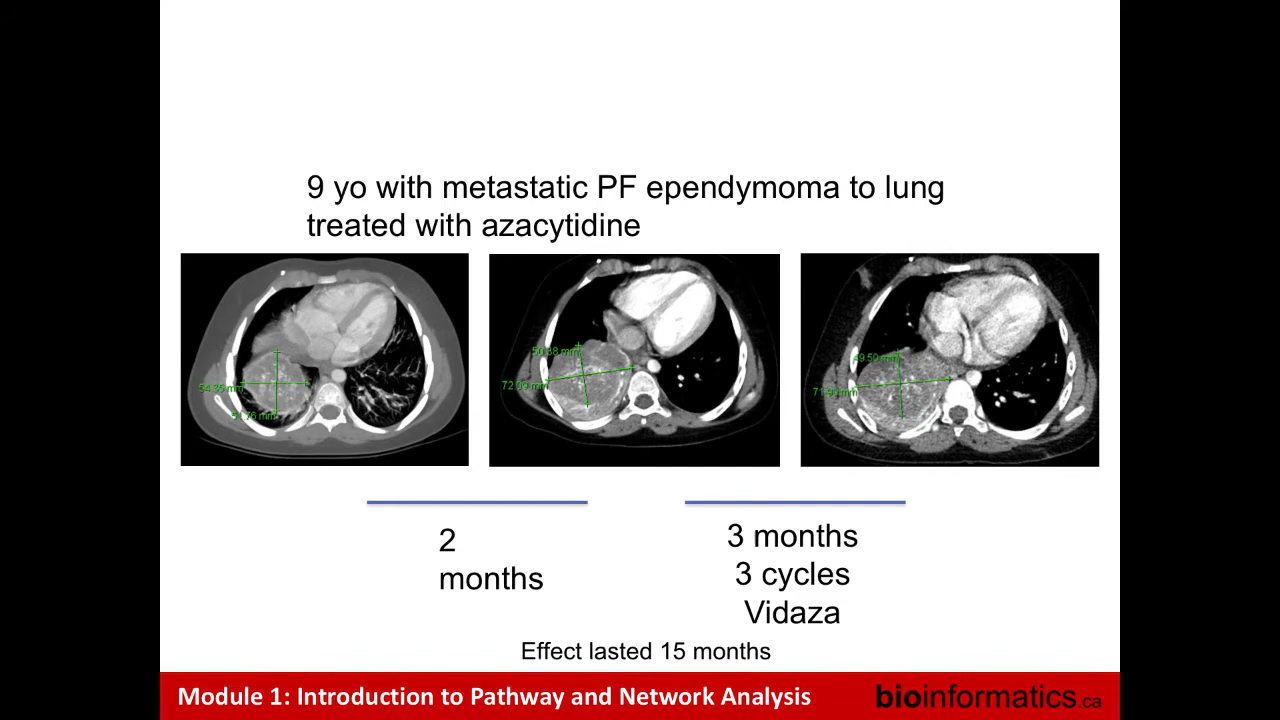 9 yo with metastatic PF ependymoma to lung
treated with azacytidine
2
months
3 months
3 cycles
Vidaza
Effect lasted 15 months
Module 1: Introduction to Pathway and Network Analysis
bioinformatics.ca